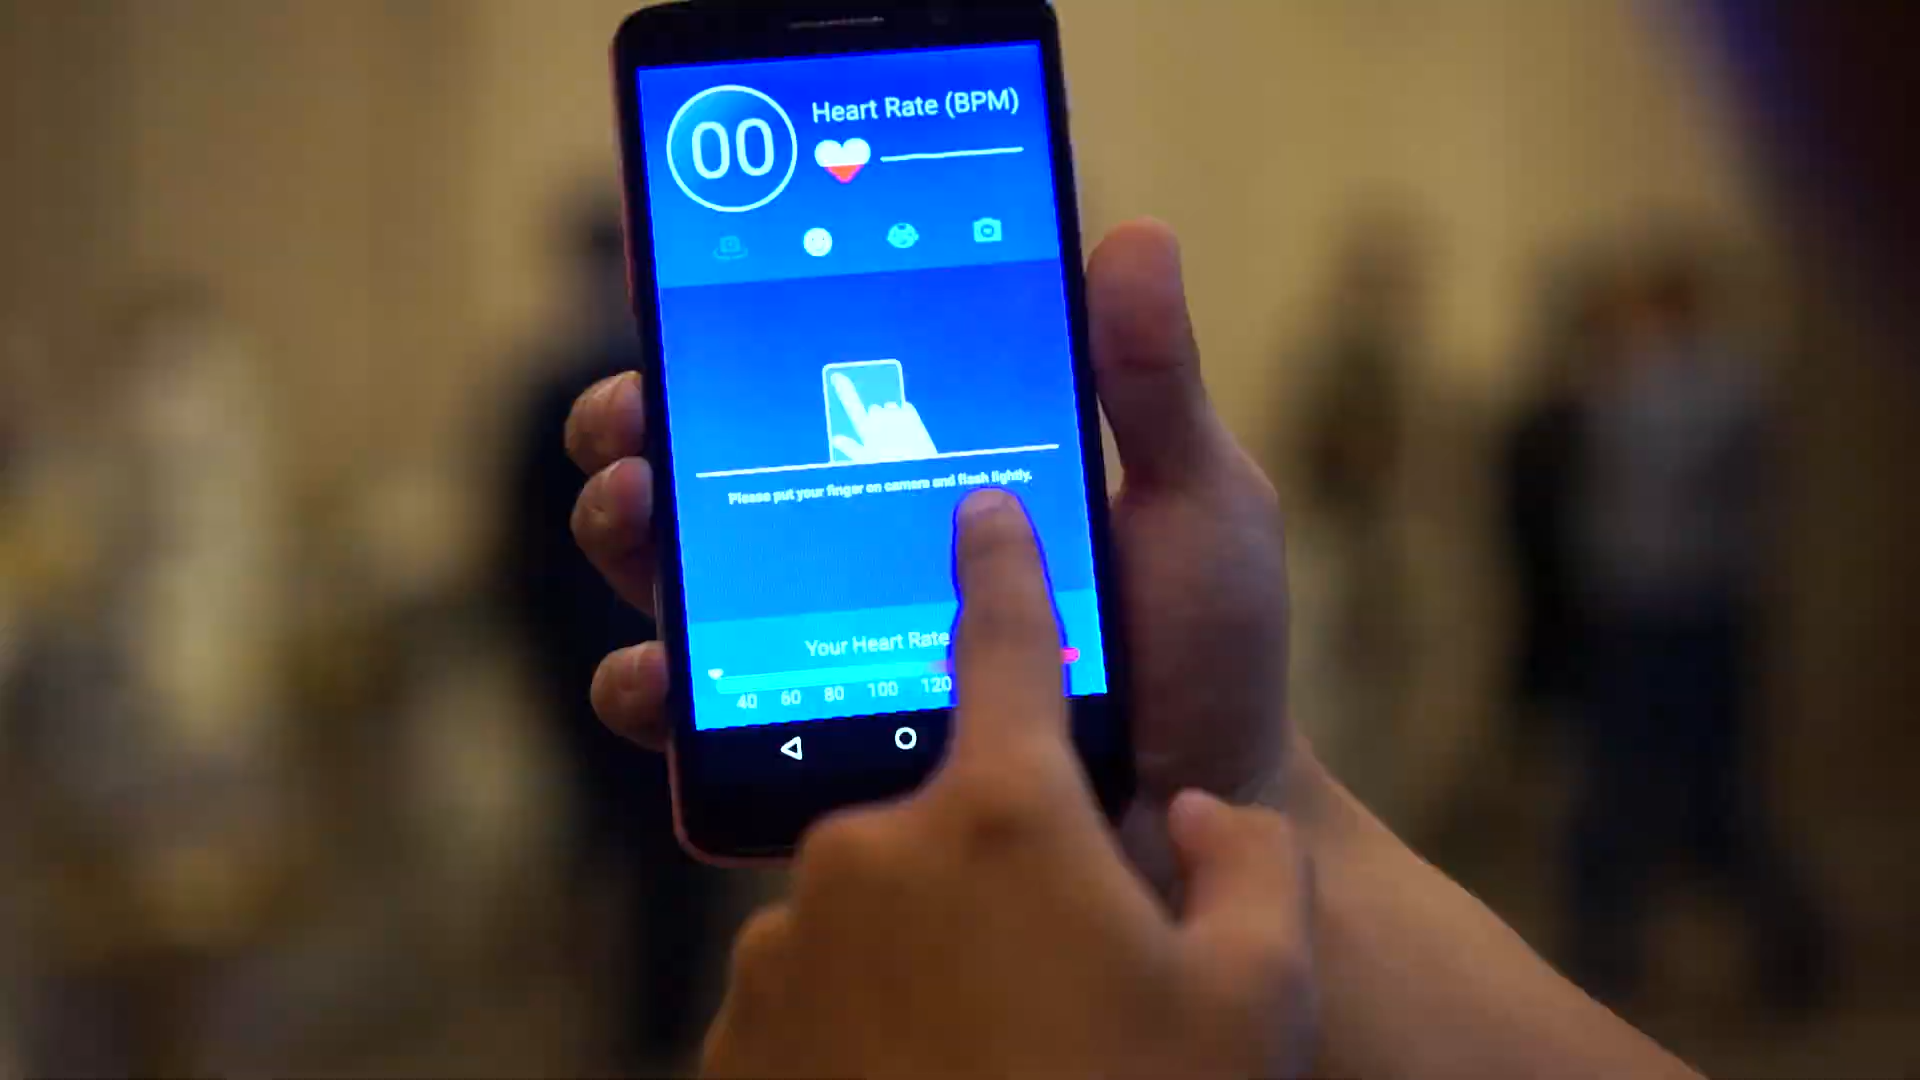 00
Heart Rate (BPM)
Please put your finger on camera and flash lightly.
Your Heart Rate
40 60 80 100 120